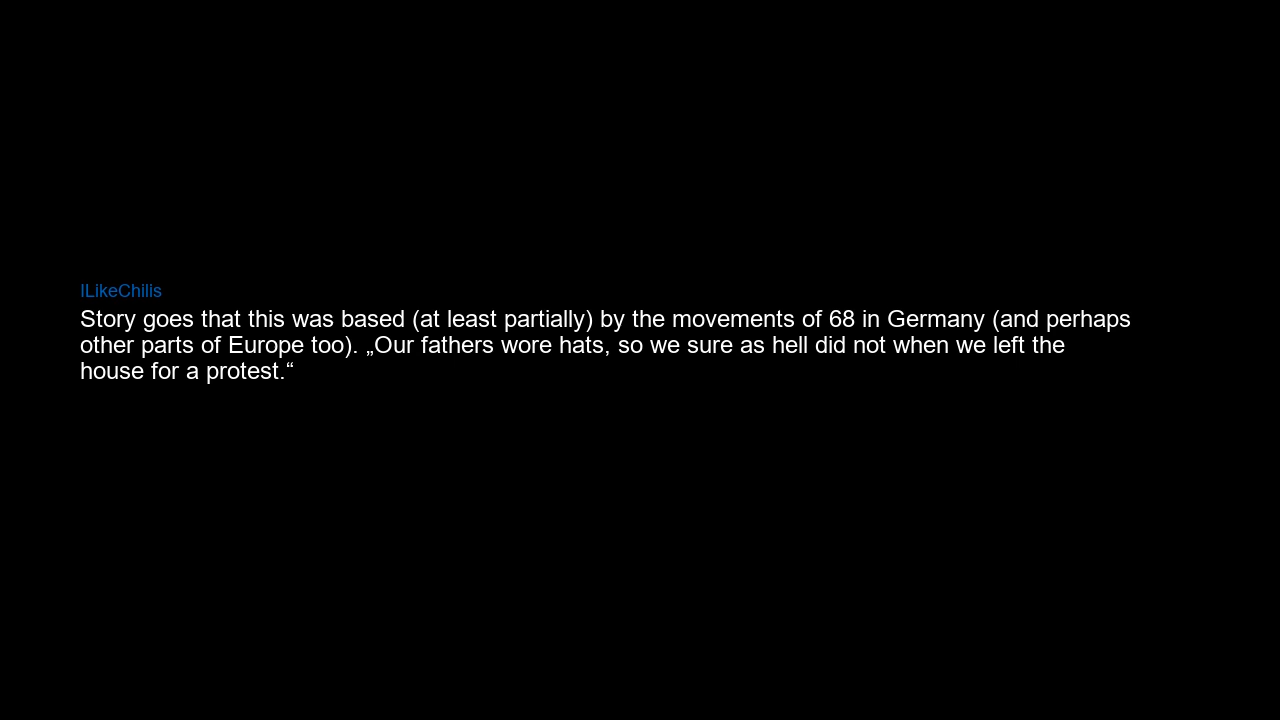 ILikeChilis
Story goes that this was based (at least partially) by the movements of 68 in Germany (and perhaps
other parts of Europe too). „Our fathers wore hats, so we sure as hell did not when we left the
house for a protest.“